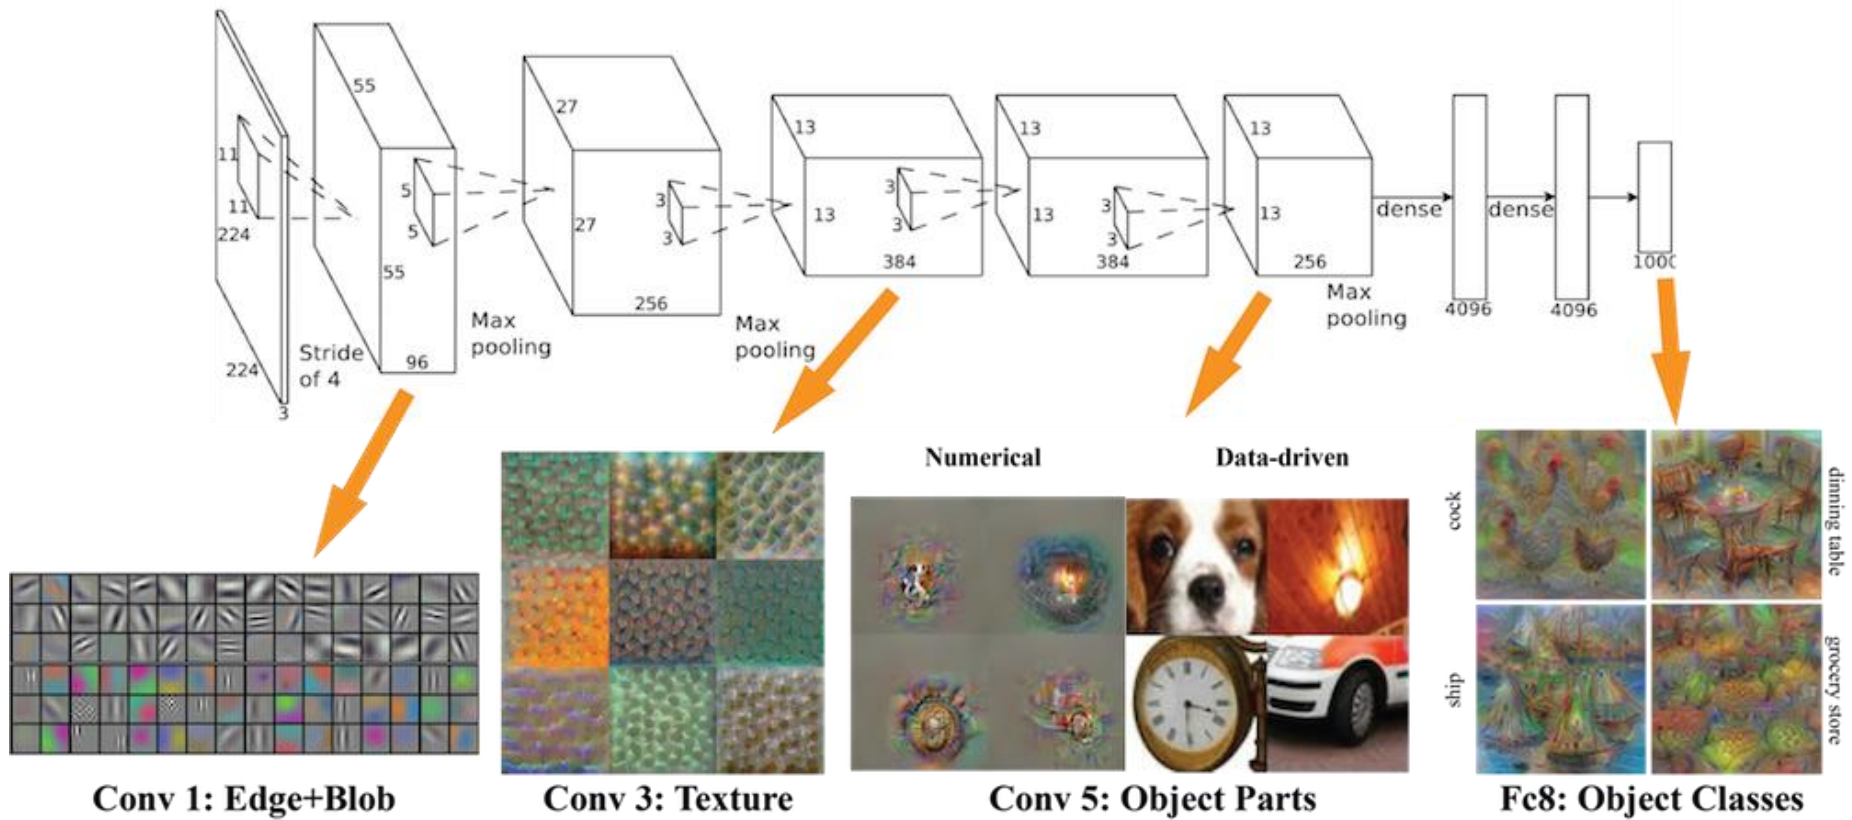 55
27
13
13
13
11
11
224
5
5
3
3
3
3
3
3
13
13
13
dense
dense
27
55
384
384
256
256
1000
4096
4096
Max
pooling
Max
pooling
Max
pooling
Stride
of 4
224
96
3
Numerical
Data-driven
cock
dinning table
ship
grocery store
Conv 1: Edge+Blob
Conv 3: Texture
Conv 5: Object Parts
Fc8: Object Classes